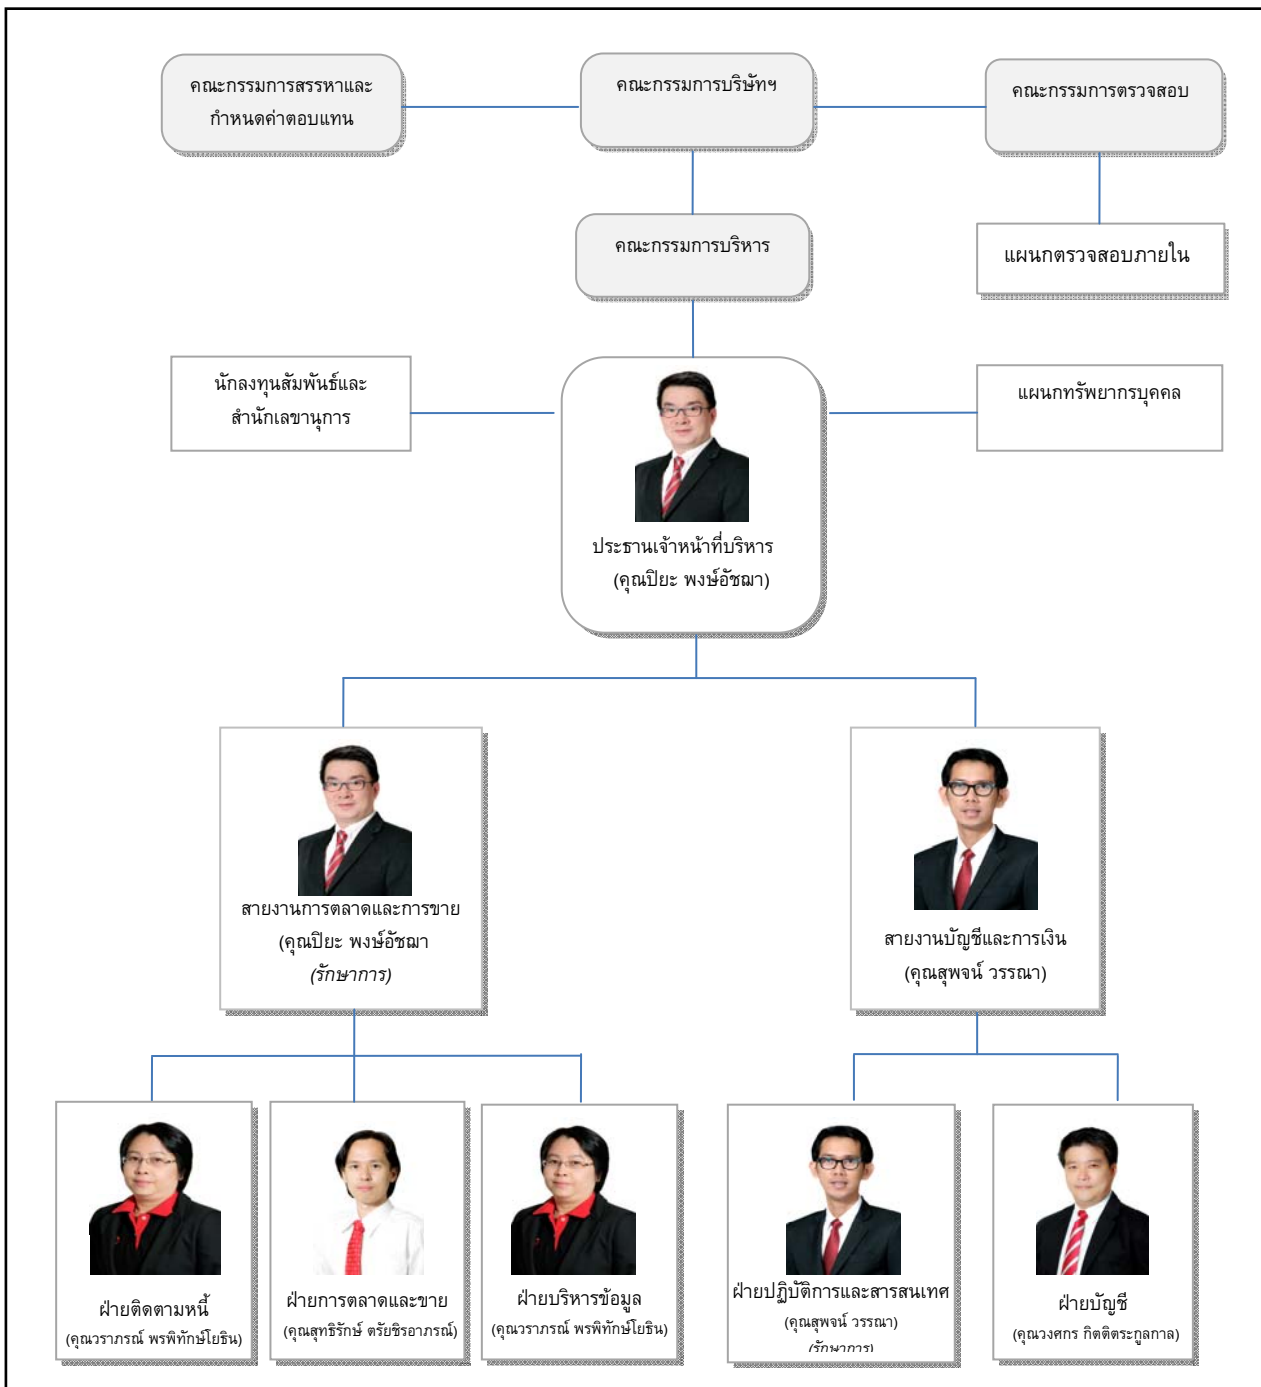 คณะกรรมการสรรหาและ
กำหนดค่าตอบแทน
คณะกรรมการบริษัทฯ
คณะกรรมการตรวจสอบ
คณะกรรมการบริหาร
แผนกตรวจสอบภายใน
นักลงทุนสัมพันธ์และ
สำนักเลขานุการ
แผนกทรัพยากรบุคคล
ประธานเจ้าหน้าที่บริหาร
(คุณปิยะ พงษ์อัชฌา)
สายงานการตลาดและการขาย
(คุณปิยะ พงษ์อัชฌา
(รักษาการ)
สายงานบัญชีและการเงิน
(คุณสุพจน์ วรรณา)
ฝ่ายติดตามหนี้
(คุณวราภรณ์ พรพิทักษ์โยธิน)
ฝ่ายการตลาดและขาย
(คุณสุทธิรักษ์ ตรัยชิรอาภรณ์)
ฝ่ายบริหารข้อมูล
(คุณวราภรณ์ พรพิทักษ์โยธิน)
ฝ่ายปฏิบัติการและสารสนเทศ
(คุณสุพจน์ วรรณา)
(รักษาการ)
ฝ่ายบัญชี
(คุณวงศกร กิตติตระกูลกาล)